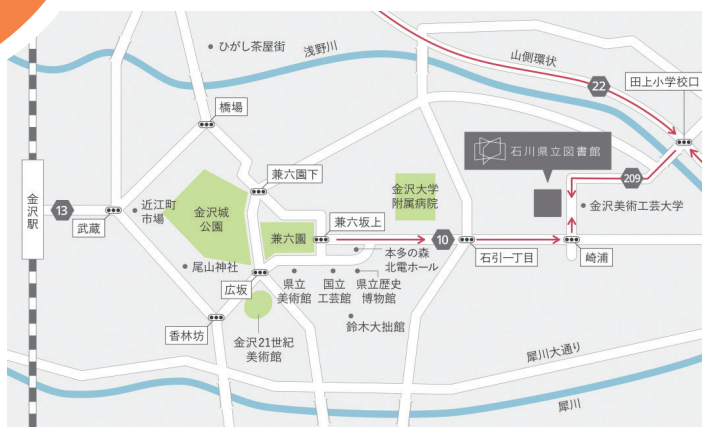 ひがし茶屋街
浅野川
山側環状
22
田上小学校口
橋場
石川県立図書館
兼六園下
209
金沢大学
附属病院
金沢美術工芸大学
金沢駅
13
武蔵
近江町
市場
金沢城
公園
兼六園
兼六坂上
10
石引一丁目
崎浦
本多の森
北電ホール
尾山神社
広坂
県立
美術館
国立
工芸館
県立歴史
博物館
香林坊
金沢21世紀
美術館
鈴木大拙館
犀川大通り
犀川